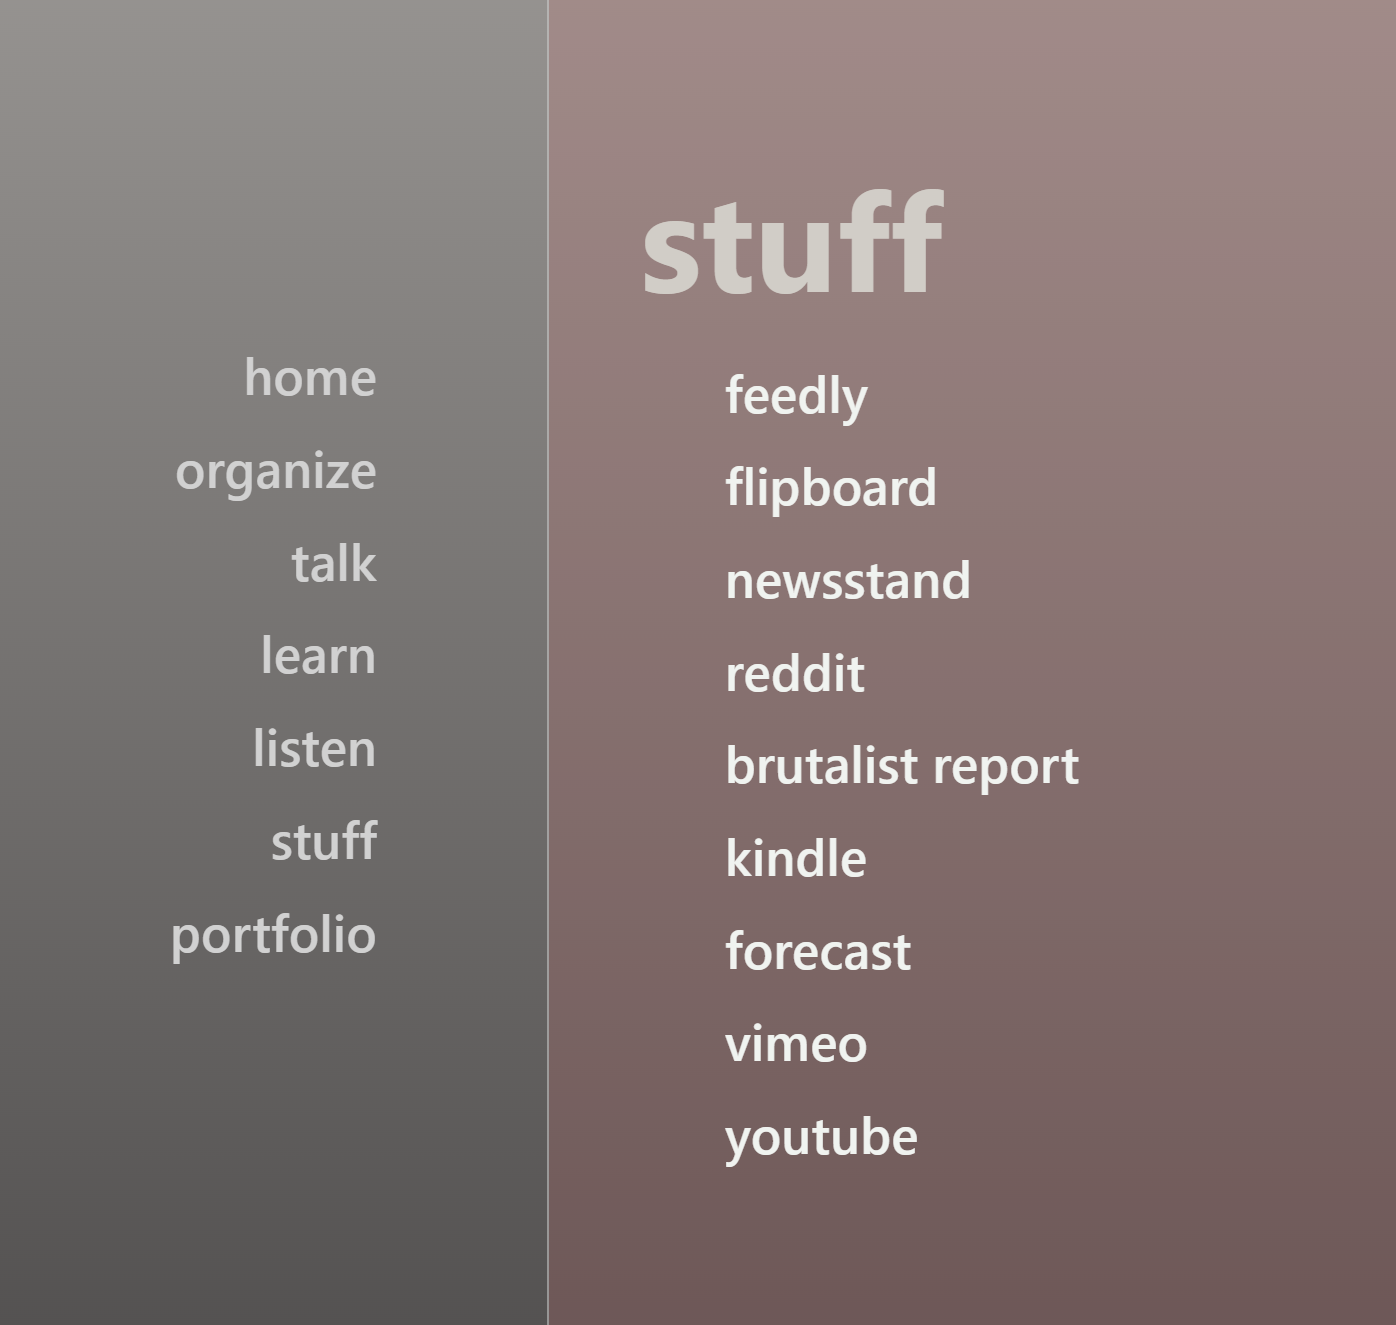 home
organize
talk
learn
listen
stuff
portfolio
stuff
feedly
flipboard
newsstand
reddit
brutalist report
kindle
forecast
vimeo
youtube